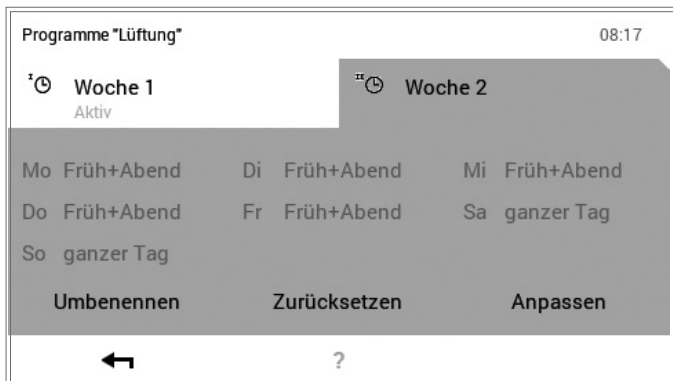 Programme "Lüftung" 08:17
I Woche 1 II Woche 2
Aktiv
Mo Früh+Abend Di Früh+Abend Mi Früh+Abend
Do Früh+Abend Fr Früh+Abend Sa ganzer Tag
So ganzer Tag
Umbenennen Zurücksetzen Anpassen
?